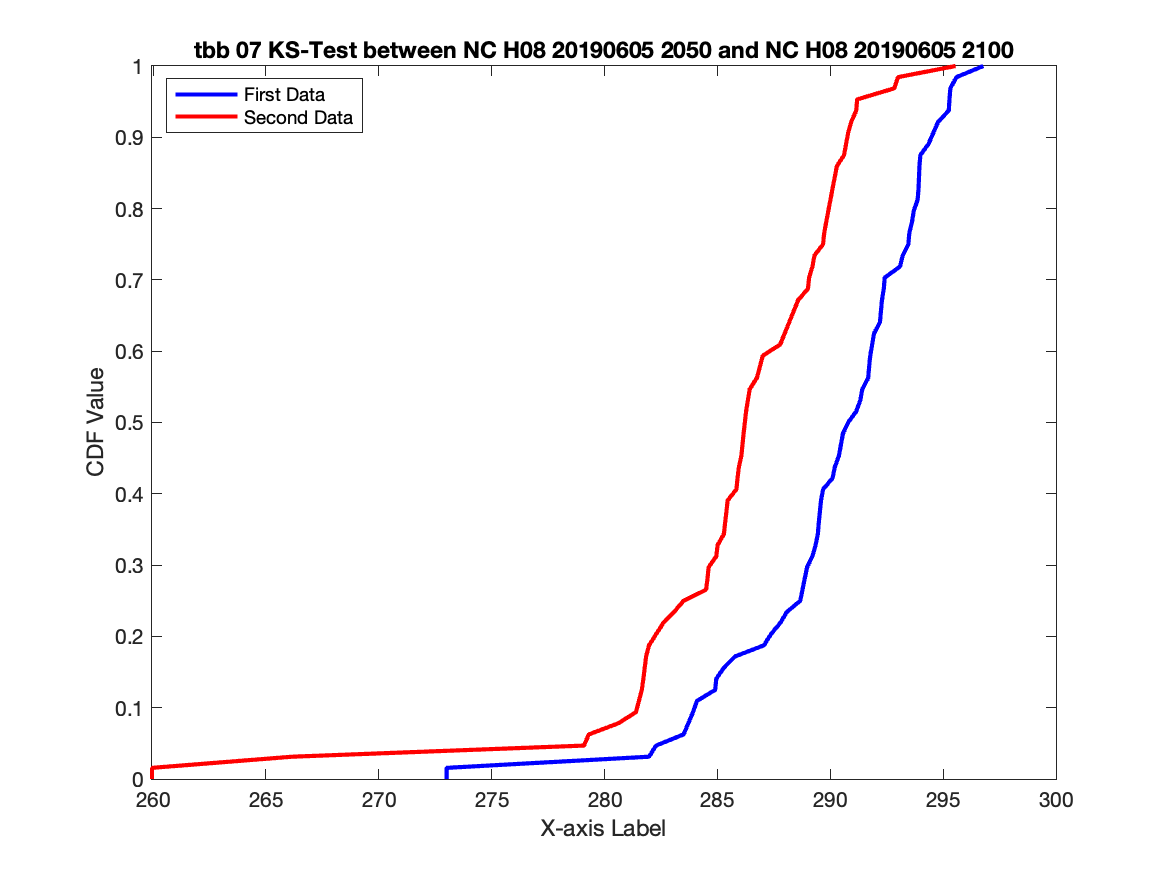 tbb 07 KS-Test between NC H08 20190605 2050 and NC H08 20190605 2100
First Data
Second Data
1
0.9
0.8
0.7
0.6
0.5
0.4
0.3
0.2
0.1
0
CDF Value
260 265 270 275 280 285 290 295 300
X-axis Label